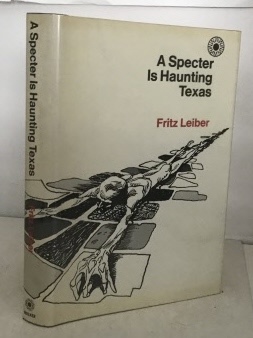 A Specter
Is Haunting
Texas
Fritz Leiber
A Specter Is Haunting Texas